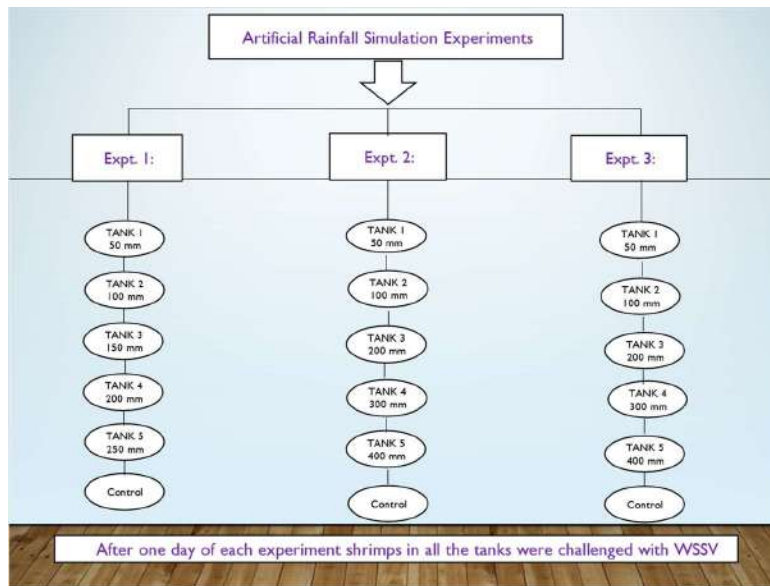 Artificial Rainfall Simulation Experiments
Expt. 1:
TANK 1
50 mm
TANK 2
100 mm
TANK 3
150 mm
TANK 4
200 mm
TANK 5
250 mm
Control
Expt. 2:
TANK 1
50 mm
TANK 2
100 mm
TANK 3
200 mm
TANK 4
300 mm
TANK 5
400 mm
Control
Expt. 3:
TANK 1
50 mm
TANK 2
100 mm
TANK 3
200 mm
TANK 4
300 mm
TANK 5
400 mm
Control
After one day of each experiment shrimps in all the tanks were challenged with WSSV